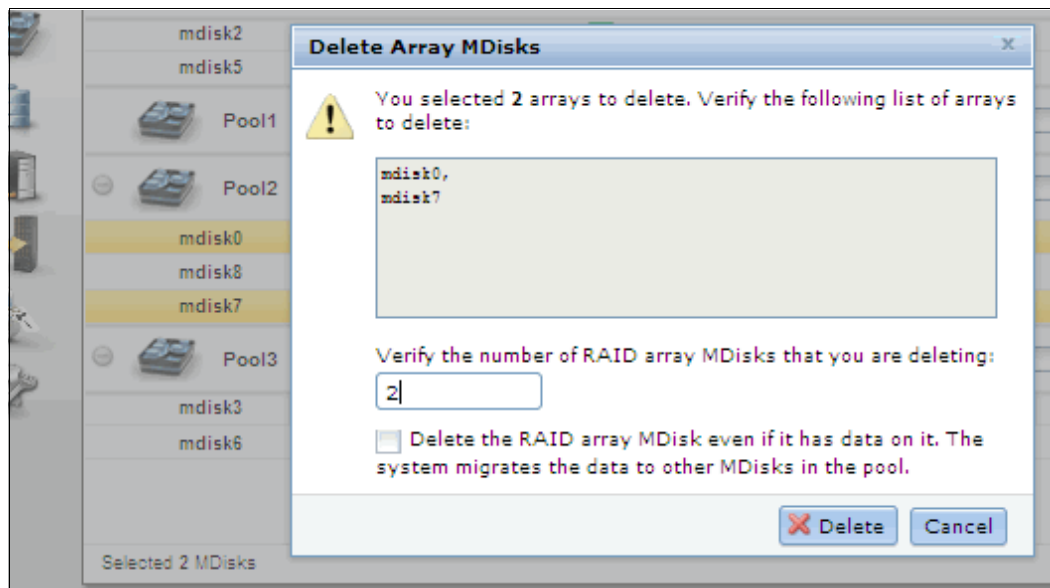 mdisk2
mdisk5
Pool1
Pool2
mdisk0
mdisk8
mdisk7
Pool3
mdisk3
mdisk6
Selected 2 MDisks
Delete Array MDisks
x
You selected 2 arrays to delete. Verify the following list of arrays
to delete:
mdisk0,
mdisk7
Verify the number of RAID array MDisks that you are deleting:
2
Delete the RAID array MDisk even if it has data on it. The
system migrates the data to other MDisks in the pool.
Delete
Cancel